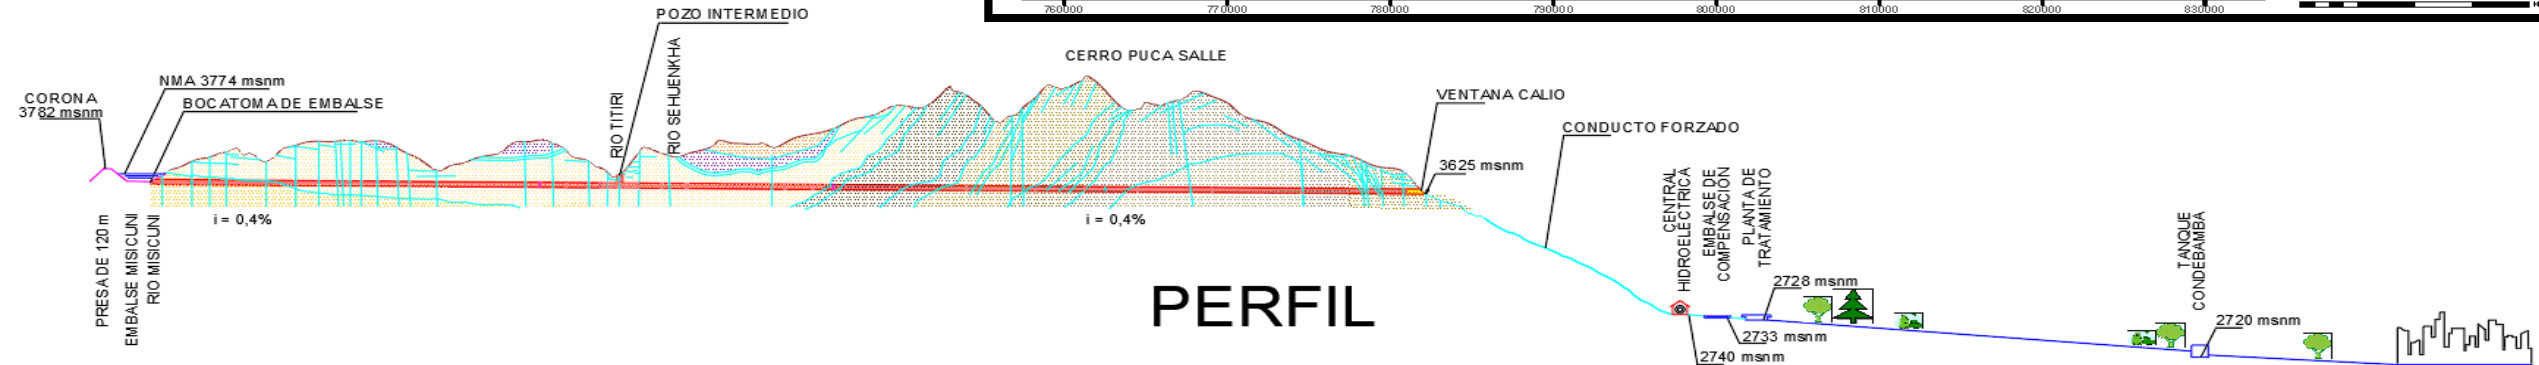 760000
770000
780000
790000
800000
810000
820000
830000
POZO INTERMEDIO
CERRO PUCA SALLE
NMA 3774 msnm
CORONA
3782 msnm
BOCATOMA DE EMBALSE
RIO TITIRI
RIO SEHUENKHA
VENTANA CALIO
CONDUCTO FORZADO
3625 msnm
i = 0,4%
i = 0,4%
PRESA DE 120 m
EMBALSE MISICUNI
RIO MISICUNI
CENTRAL
HIDROELÉCTRICA
EMBALSE DE
COMPENSACIÓN
PLANTA DE
TRATAMIENTO
TANQUE
CONDEBAMBA
PERFIL
2728 msnm
2733 msnm
2740 msnm
2720 msnm